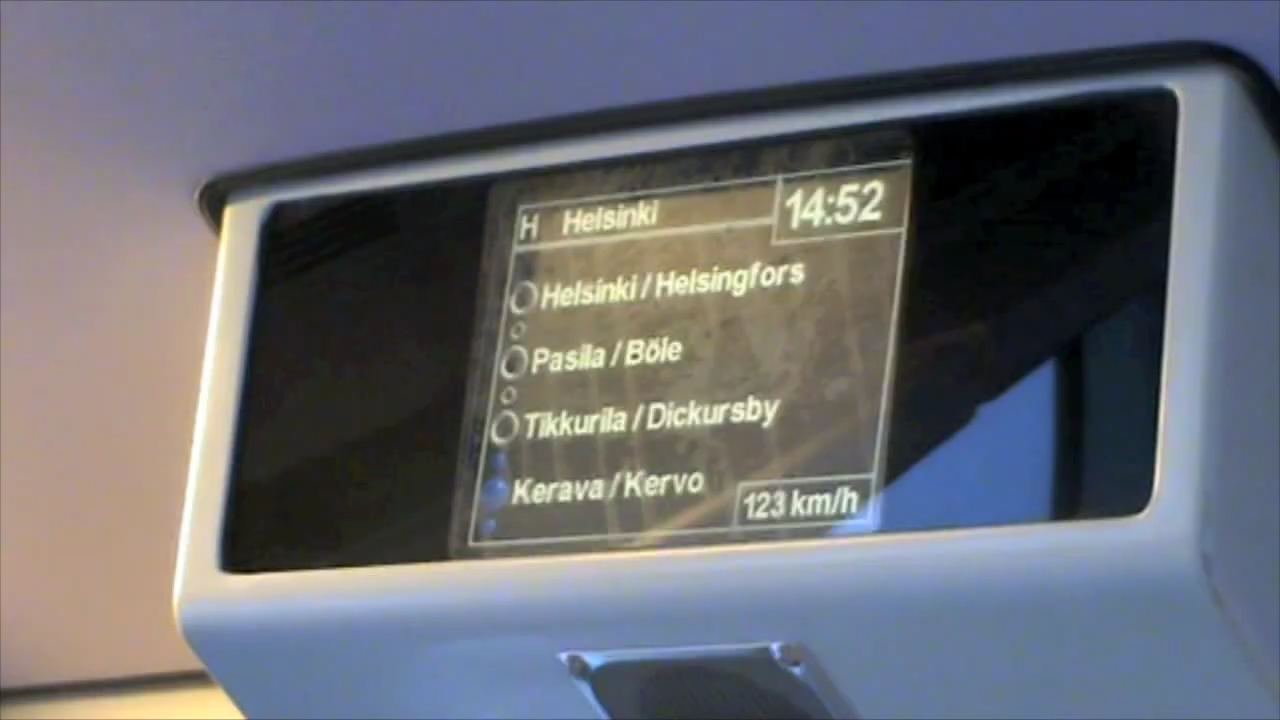 H Helsinki 14:52
Helsinki / Helsingfors
Pasila / Böle
Tikkurila / Dickursby
Kerava / Kervo
123 km/h